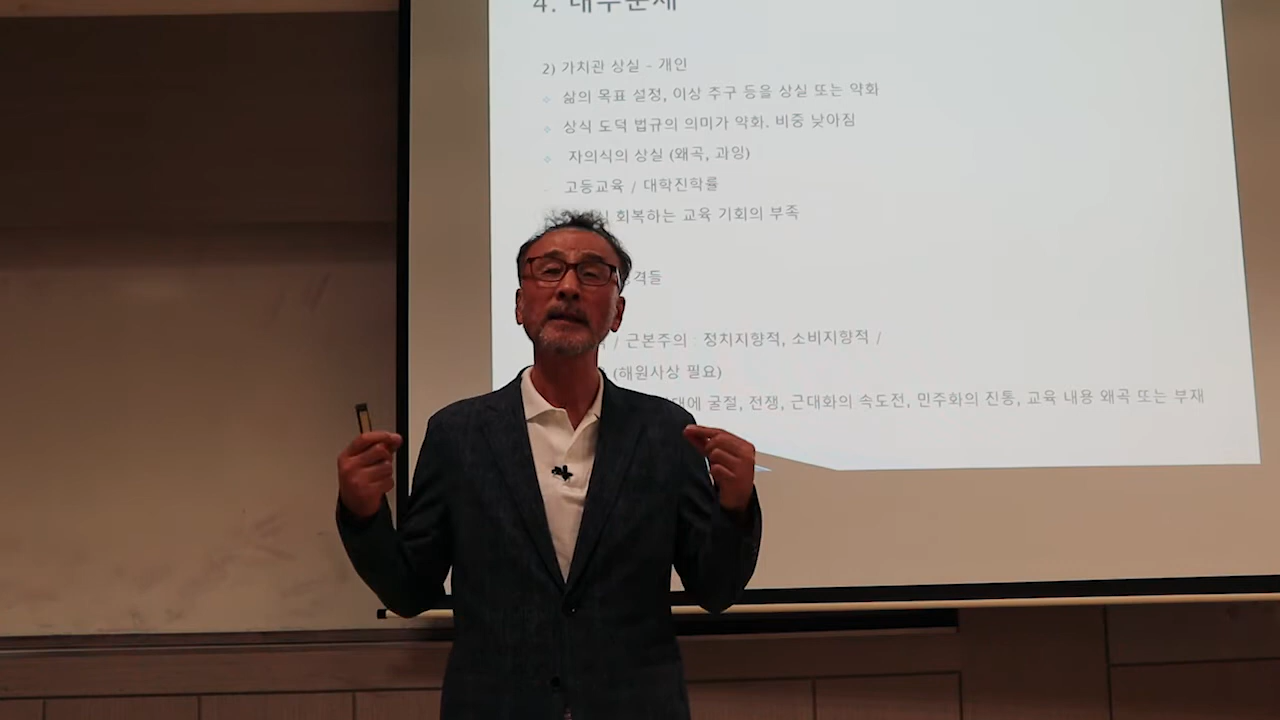 4. 내부문제
2) 가치관 상실 – 개인
삶의 목표 설정, 이상 추구 등을 상실 또는 약화
상식 도덕 법규의 의미가 약화. 비중 낮아짐
자의식의 상실 (왜곡, 과잉)
- 고등교육 / 대학진학률
회복하는 교육 기회의 부족
/ 근본주의 : 정치지향적, 소비지향적 /
(해원사상 필요)
굴절, 전쟁, 근대화의 속도전, 민주화의 진통, 교육 내용 왜곡 또는 부재